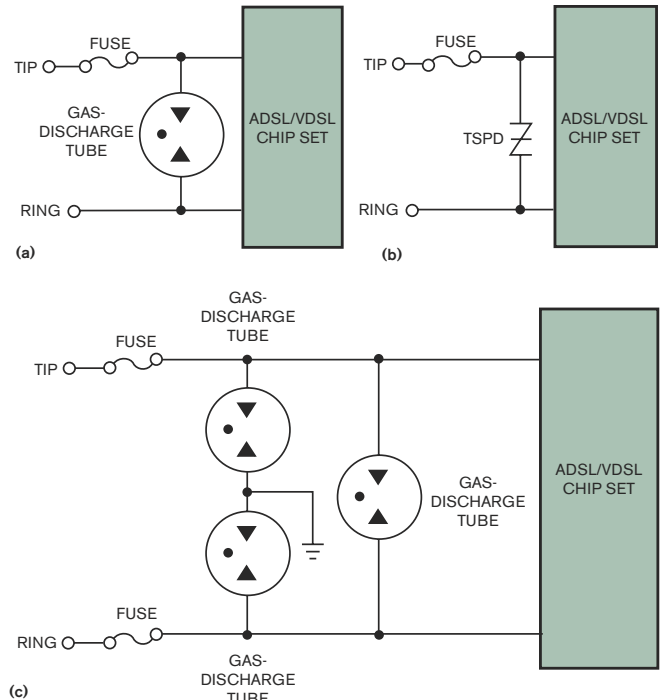 FUSE
TIP
GAS-
DISCHARGE
TUBE
ADSL/VDSL
CHIP SET
RING
(a)
FUSE
TIP
TSPD
ADSL/VDSL
CHIP SET
RING
(b)
GAS-
DISCHARGE
TUBE
FUSE
TIP
GAS-
DISCHARGE
TUBE
ADSL/VDSL
CHIP SET
FUSE
RING
GAS-
DISCHARGE
TUBE
(c)